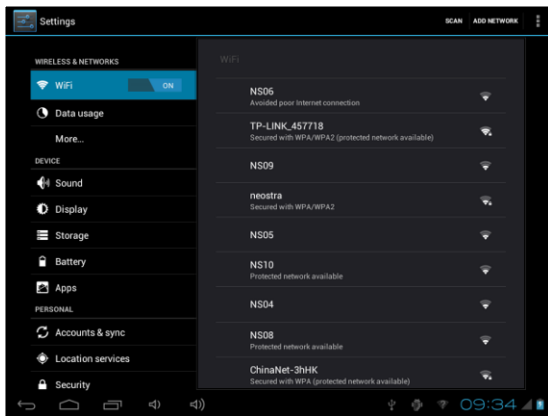 Settings
SCAN ADD NETWORK
WIRELESS & NETWORKS
WiFi ON
Data usage
More...
DEVICE
Sound
Display
Storage
Battery
Apps
PERSONAL
Accounts & sync
Location services
Security
WiFi
NS06
Avoided poor Internet connection
TP-LINK_457718
Secured with WPA/WPA2 (protected network available)
NS09
neostra
Secured with WPA/WPA2
NS05
NS10
Protected network available
NS04
NS08
Protected network available
ChinaNet-3hHK
Secured with WPA (protected network available)
09:34